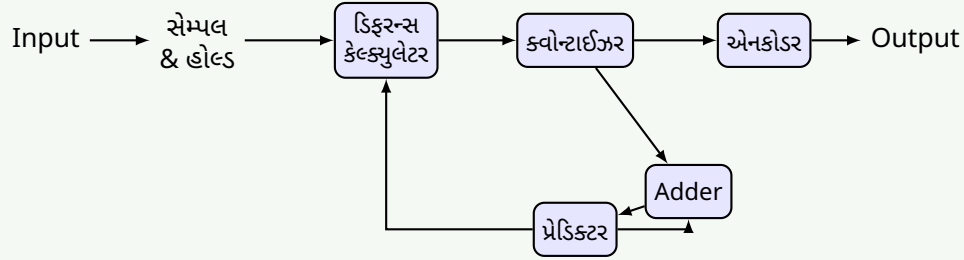 Input
સેમ્પલ
& હોલ્ડ
ડિફરન્સ
કેલ્ક્યુલેટર
ક્વોન્ટાઈઝર
એનકોડર
Output
Adder
પ્રેડિક્ટર